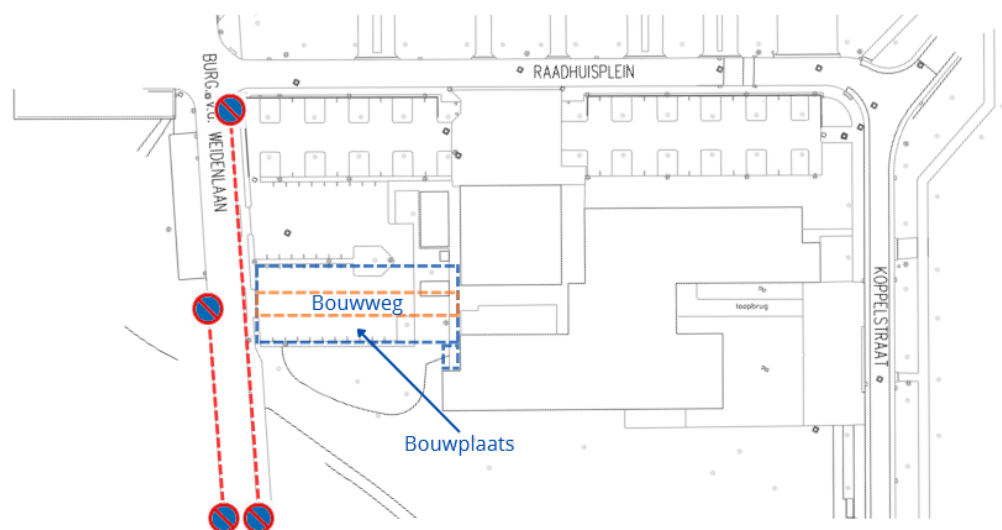 RAADHUISPLEIN
BURG. v.d. WEIDENLAAN
Bouwweg
loopbrug
KOPPELSTRAAT
Bouwplaats